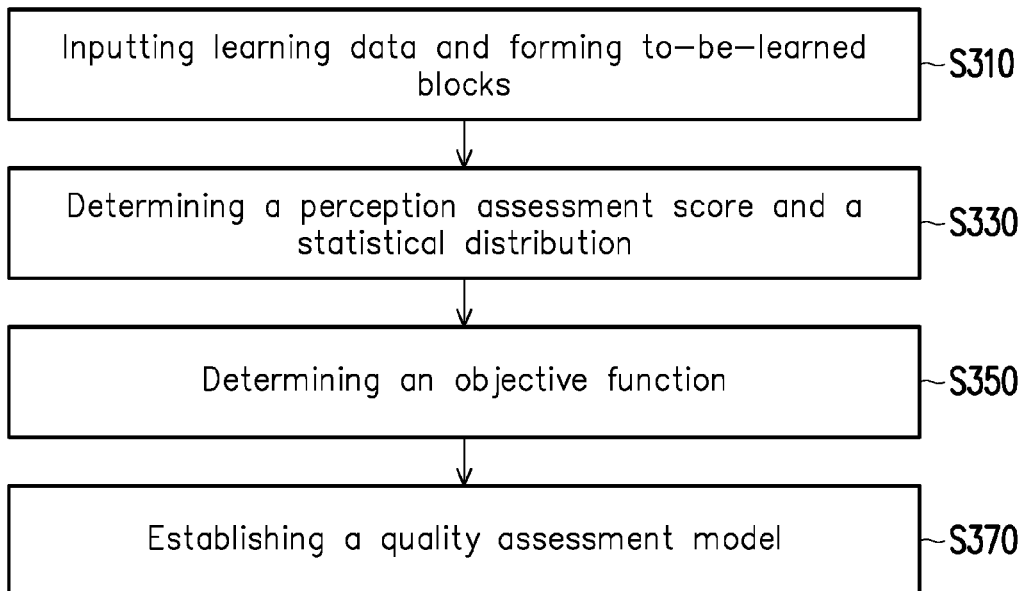 Inputting learning data and forming to-be-learned
blocks
S310
Determining a perception assessment score and a
statistical distribution
S330
Determining an objective function
S350
Establishing a quality assessment model
S370